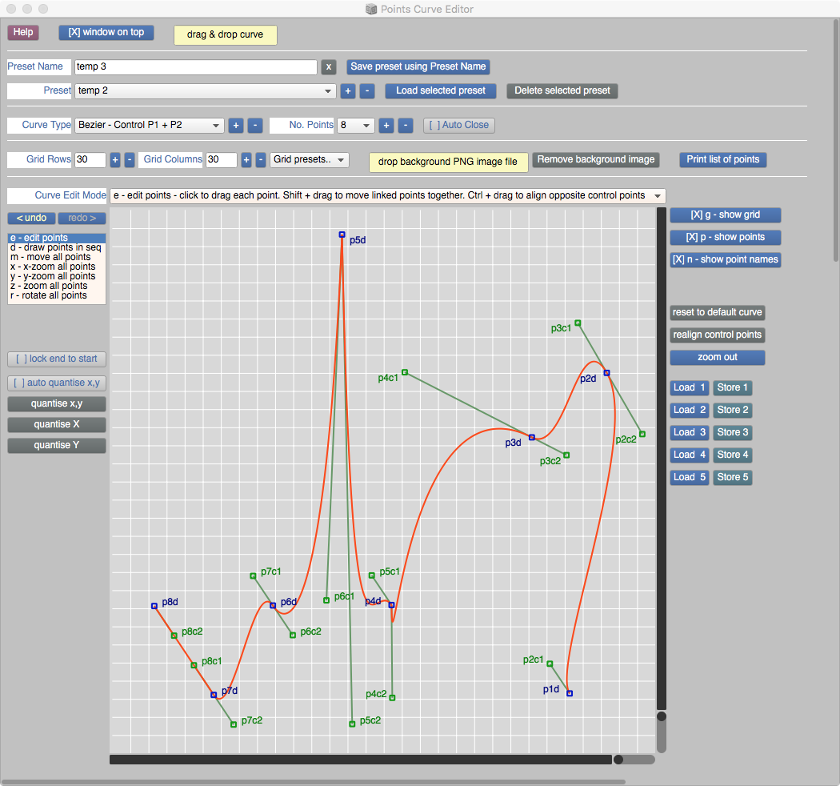 Points Curve Editor
Help
[X] window on top
drag & drop curve
Preset Name
temp 3
x
Save preset using Preset Name
Preset
temp 2
+
-
Load selected preset
Delete selected preset
Curve Type
Bezier - Control P1 + P2
+
-
No. Points
8
+
-
[ ] Auto Close
Grid Rows
30
+
-
Grid Columns
30
+
-
Grid presets..
drop background PNG image file
Remove background image
Print list of points
Curve Edit Mode
e - edit points - click to drag each point. Shift + drag to move linked points together. Ctrl + drag to align opposite control points
< undo
redo >
e - edit points
d - draw points in seq
m - move all points
x - x-zoom all points
y - y-zoom all points
z - zoom all points
r - rotate all points
[ ] lock end to start
[ ] auto quantise x,y
quantise x,y
quantise X
quantise Y
p5d
p3c1
p4c1
p2d
p3d
p2c2
p3c2
p7c1
p5c1
p8d
p6d
p6c1
p4d
p8c2
p6c2
p8c1
p2c1
p7d
p4c2
p1d
p7c2
p5c2
[X] g - show grid
[X] p - show points
[X] n - show point names
reset to default curve
realign control points
zoom out
Load 1
Store 1
Load 2
Store 2
Load 3
Store 3
Load 4
Store 4
Load 5
Store 5